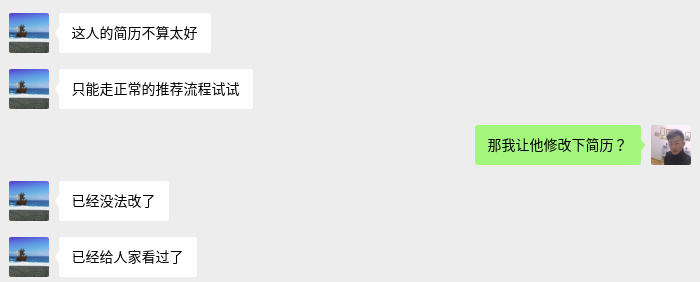 这人的简历不算太好
只能走正常的推荐流程试试
那我让他修改下简历？
已经没法改了
已经给人家看过了